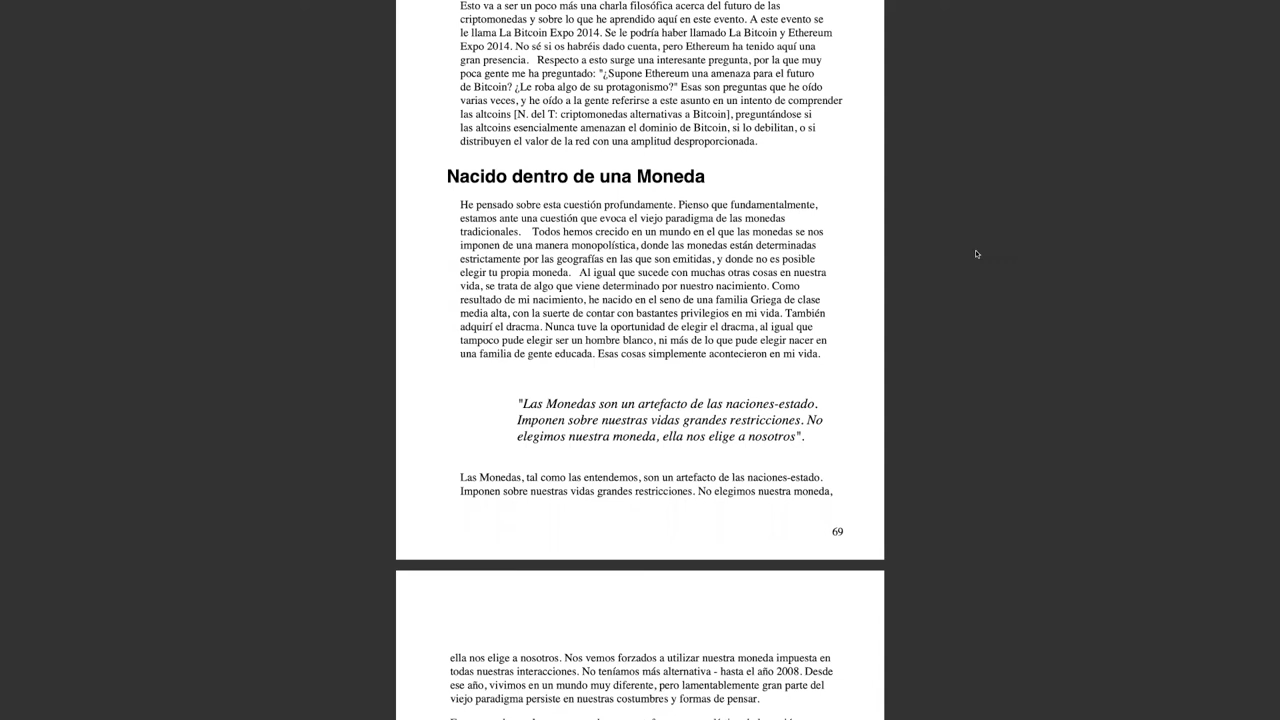 Esto va a ser un poco más una charla filosófica acerca del futuro de las
criptomonedas y sobre lo que he aprendido aquí en este evento. A este evento se
le llama La Bitcoin Expo 2014. Se le podría haber llamado La Bitcoin y Ethereum
Expo 2014. No sé si os habréis dado cuenta, pero Ethereum ha tenido aquí una
gran presencia. Respecto a esto surge una interesante pregunta, por la que muy
poca gente me ha preguntado: "¿Supone Ethereum una amenaza para el futuro
de Bitcoin? ¿Le roba algo de su protagonismo?" Esas son preguntas que he oído
varias veces, y he oído a la gente referirse a este asunto en un intento de comprender
las altcoins [N. del T: criptomonedas alternativas a Bitcoin], preguntándose si
las altcoins esencialmente amenazan el dominio de Bitcoin, si lo debilitan, o si
distribuyen el valor de la red con una amplitud desproporcionada.
Nacido dentro de una Moneda
He pensado sobre esta cuestión profundamente. Pienso que fundamentalmente,
estamos ante una cuestión que evoca el viejo paradigma de las monedas
tradicionales. Todos hemos crecido en un mundo en el que las monedas se nos
imponen de una manera monopolística, donde las monedas están determinadas
estrictamente por las geografías en las que son emitidas, y donde no es posible
elegir tu propia moneda. Al igual que sucede con muchas otras cosas en nuestra
vida, se trata de algo que viene determinado por nuestro nacimiento. Como
resultado de mi nacimiento, he nacido en el seno de una familia Griega de clase
media alta, con la suerte de contar con bastantes privilegios en mi vida. También
adquirí el dracma. Nunca tuve la oportunidad de elegir el dracma, al igual que
tampoco pude elegir ser un hombre blanco, ni más de lo que pude elegir nacer en
una familia de gente educada. Esas cosas simplemente acontecieron en mi vida.
"Las Monedas son un artefacto de las naciones-estado.
Imponen sobre nuestras vidas grandes restricciones. No
elegimos nuestra moneda, ella nos elige a nosotros".
Las Monedas, tal como las entendemos, son un artefacto de las naciones-estado.
Imponen sobre nuestras vidas grandes restricciones. No elegimos nuestra moneda,
69
ella nos elige a nosotros. Nos vemos forzados a utilizar nuestra moneda impuesta en
todas nuestras interacciones. No teníamos más alternativa - hasta el año 2008. Desde
ese año, vivimos en un mundo muy diferente, pero lamentablemente gran parte del
viejo paradigma persiste en nuestras costumbres y formas de pensar.